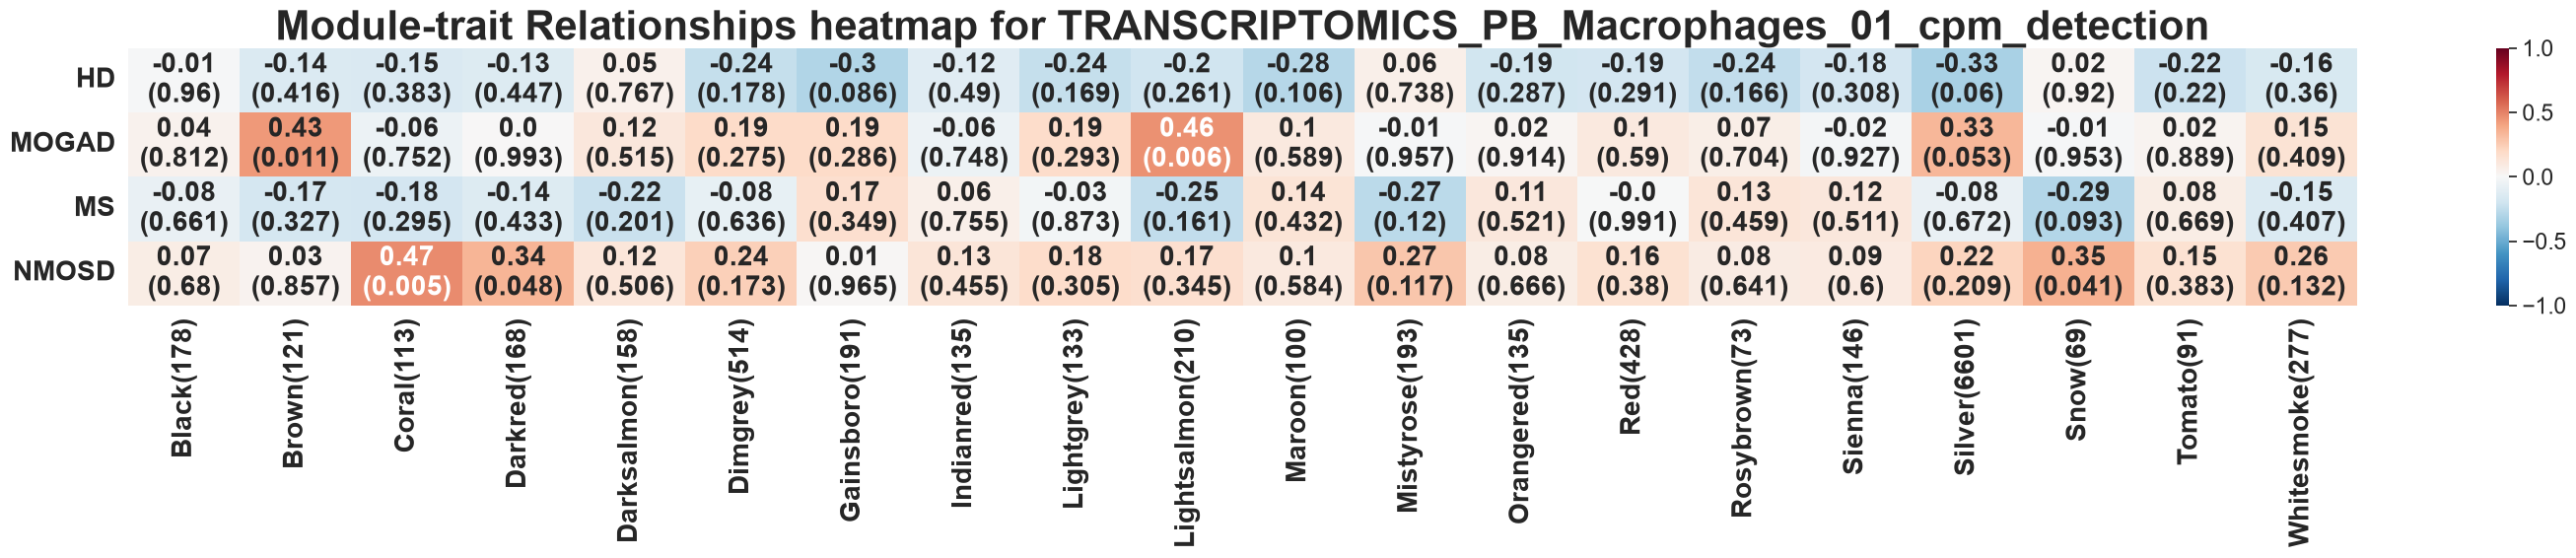 Module-trait Relationships heatmap for TRANSCRIPTOMICS_PB_Macrophages_01_cpm_detection
HD
-0.01 -0.14 -0.15 -0.13 0.05 -0.24 -0.3 -0.12 -0.24 -0.2 -0.28 0.06 -0.19 -0.19 -0.24 -0.18 -0.33 0.02 -0.22 -0.16
(0.96) (0.416) (0.383) (0.447) (0.767) (0.178) (0.086) (0.49) (0.169) (0.261) (0.106) (0.738) (0.287) (0.291) (0.166) (0.308) (0.06) (0.92) (0.22) (0.36)
MOGAD
0.04 0.43 -0.06 0.0 0.12 0.19 0.19 -0.06 0.19 0.46 0.1 -0.01 0.02 0.1 0.07 -0.02 0.33 -0.01 0.02 0.15
(0.812) (0.011) (0.752) (0.993) (0.515) (0.275) (0.286) (0.748) (0.293) (0.006) (0.589) (0.957) (0.914) (0.59) (0.704) (0.927) (0.053) (0.953) (0.889) (0.409)
MS
-0.08 -0.17 -0.18 -0.14 -0.22 -0.08 0.17 0.06 -0.03 -0.25 0.14 -0.27 0.11 -0.0 0.13 0.12 -0.08 -0.29 0.08 -0.15
(0.661) (0.327) (0.295) (0.433) (0.201) (0.636) (0.349) (0.755) (0.873) (0.161) (0.432) (0.12) (0.521) (0.991) (0.459) (0.511) (0.672) (0.093) (0.669) (0.407)
NMOSD
0.07 0.03 0.47 0.34 0.12 0.24 0.01 0.13 0.18 0.17 0.1 0.27 0.08 0.16 0.08 0.09 0.22 0.35 0.15 0.26
(0.68) (0.857) (0.005) (0.048) (0.506) (0.173) (0.965) (0.455) (0.305) (0.345) (0.584) (0.117) (0.666) (0.38) (0.641) (0.6) (0.209) (0.041) (0.383) (0.132)
Black(178)
Brown(121)
Coral(113)
Darkred(168)
Darksalmon(158)
Dimgrey(514)
Gainsboro(191)
Indianred(135)
Lightgrey(133)
Lightsalmon(210)
Maroon(100)
Mistyrose(193)
Orangered(135)
Red(428)
Rosybrown(73)
Sienna(146)
Silver(6601)
Snow(69)
Tomato(91)
Whitesmoke(277)
1.0
0.5
0.0
−0.5
−1.0